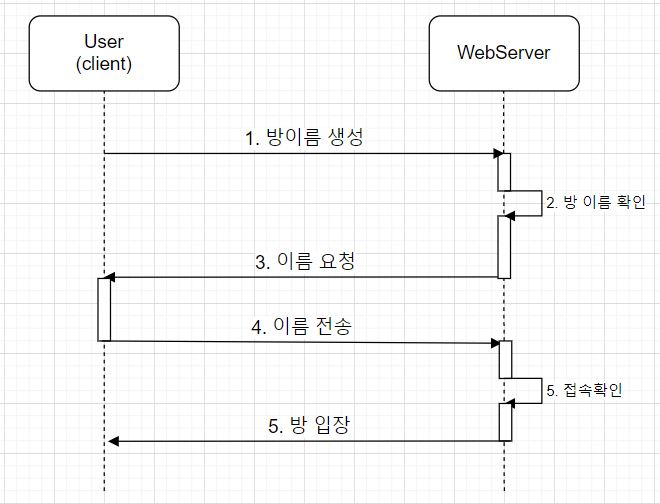 User
(client)
WebServer
1. 방이름 생성
2. 방 이름 확인
3. 이름 요청
4. 이름 전송
5. 접속확인
5. 방 입장